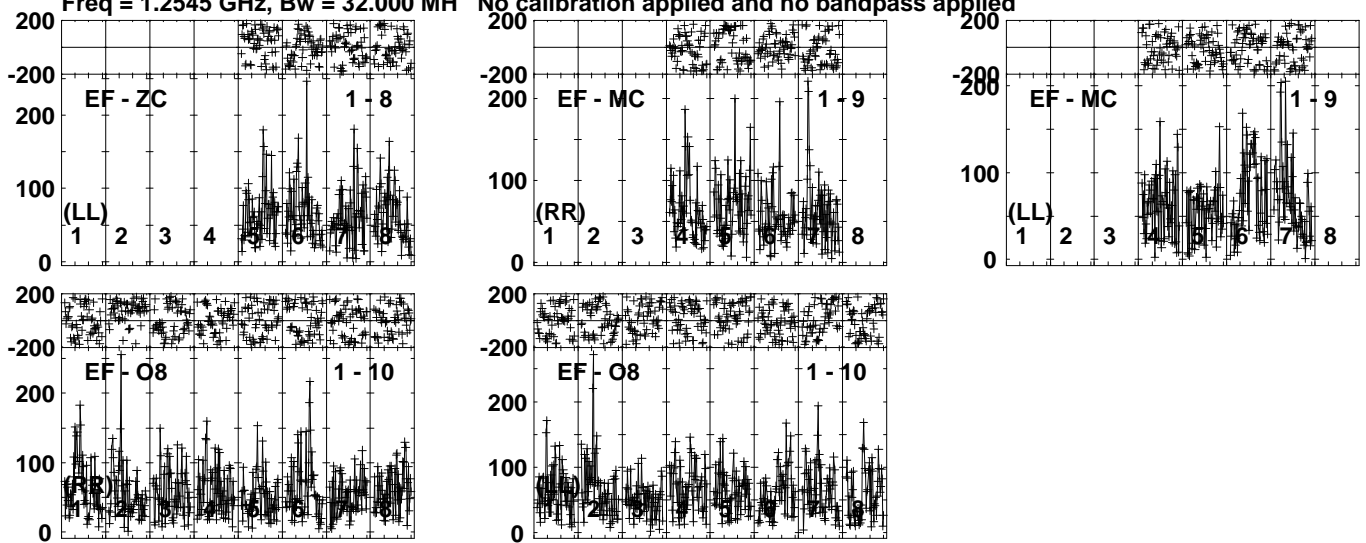 Freq = 1.2545 GHz, Bw = 32.000 MH No calibration applied and no bandpass applied
200
-200
EF - ZC 1 - 8
200
100
(LL)
1 2 3 4 5 6 7 8
0
200
-200
EF - MC 1 - 9
200
100
(RR)
1 2 3 4 5 6 7 8
0
200
-200
EF - MC 1 - 9
200
100
(LL)
1 2 3 4 5 6 7 8
0
200
-200
EF - O8 1 - 10
200
100
(RR)
1 2 3 4 5 6 7 8
0
200
-200
EF - O8 1 - 10
200
100
(LL)
1 2 3 4 5 6 7 8
0